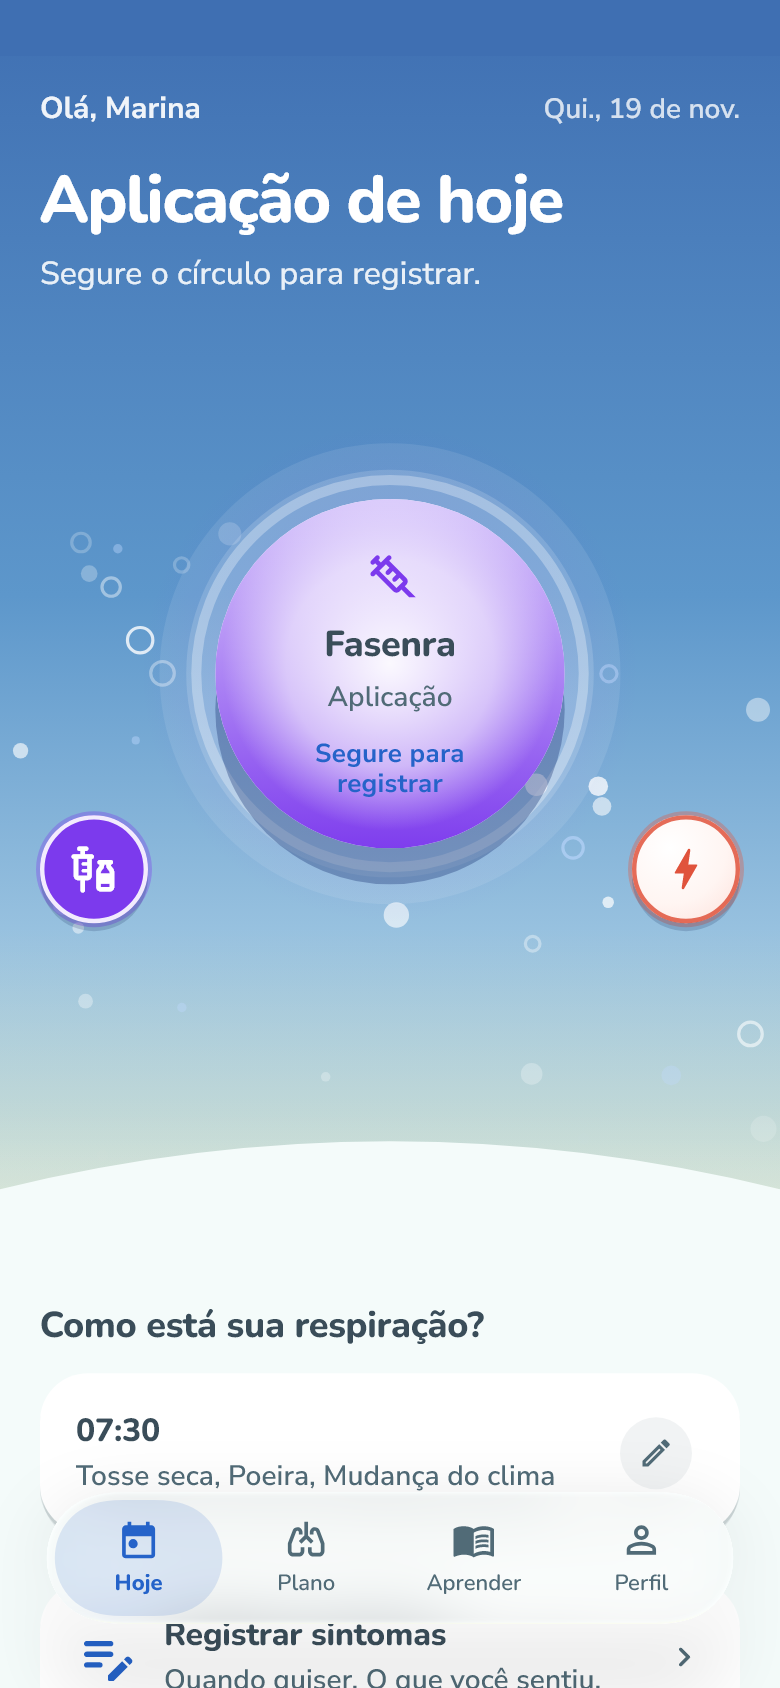 Olá, Marina
Qui., 19 de nov.
Aplicação de hoje
Segure o círculo para registrar.
Fasenra
Aplicação
Segure para
registrar
Como está sua respiração?
07:30
Tosse seca, Poeira, Mudança do clima
Hoje
Plano
Aprender
Perfil
Registrar sintomas
Quando quiser. O que você sentiu.